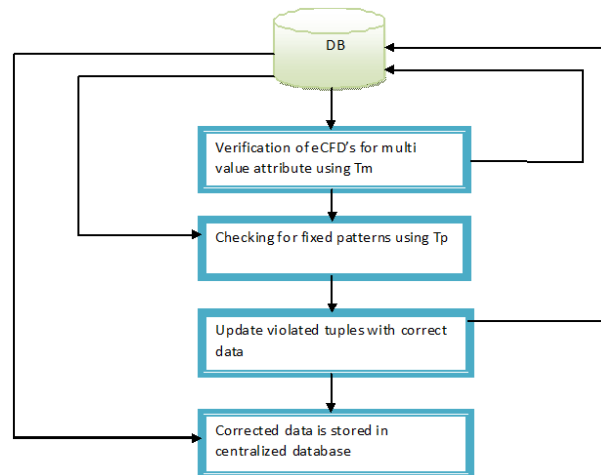 DB
Verification of eCFD's for multi
value attribute using Tm
Checking for fixed patterns using Tp
Update violated tuples with correct
data
Corrected data is stored in
centralized database